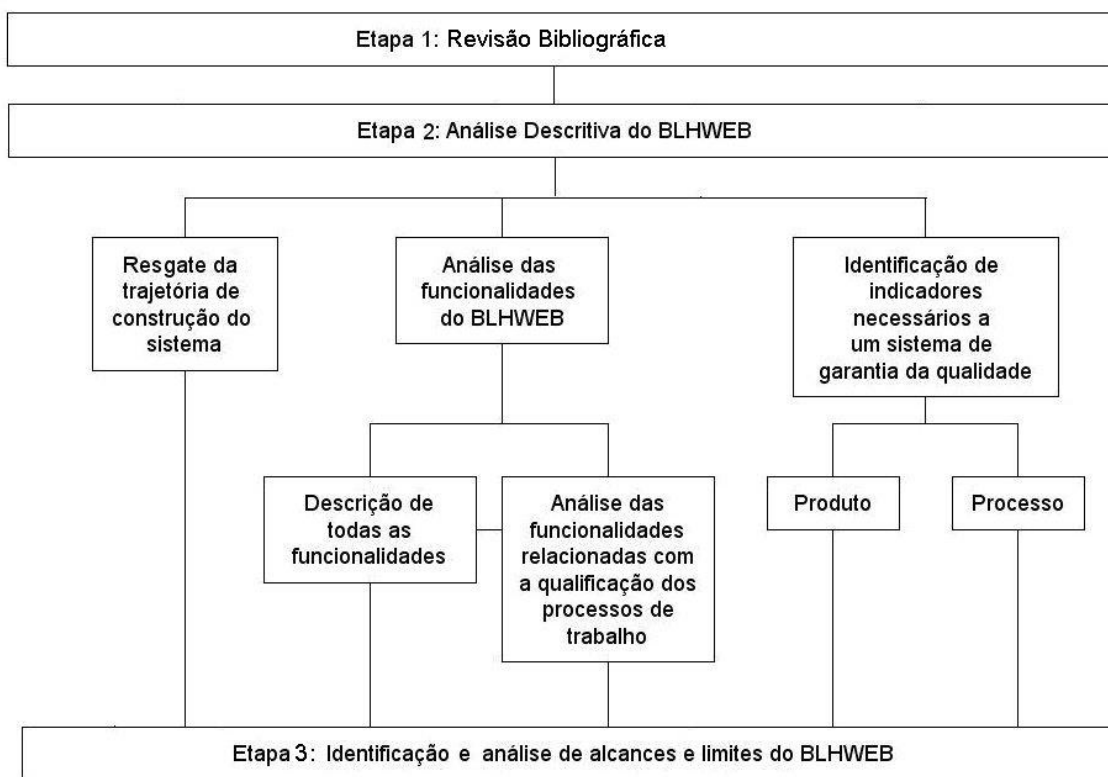 Etapa 1: Revisão Bibliográfica
Etapa 2: Análise Descritiva do BLHWEB
Resgate da
trajetória de
construção do
sistema
Análise das
funcionalidades
do BLHWEB
Identificação de
indicadores
necessários a
um sistema de
garantia da qualidade
Descrição de
todas as
funcionalidades
Análise das
funcionalidades
relacionadas com
a qualificação dos
processos de
trabalho
Produto
Processo
Etapa 3: Identificação e análise de alcances e limites do BLHWEB